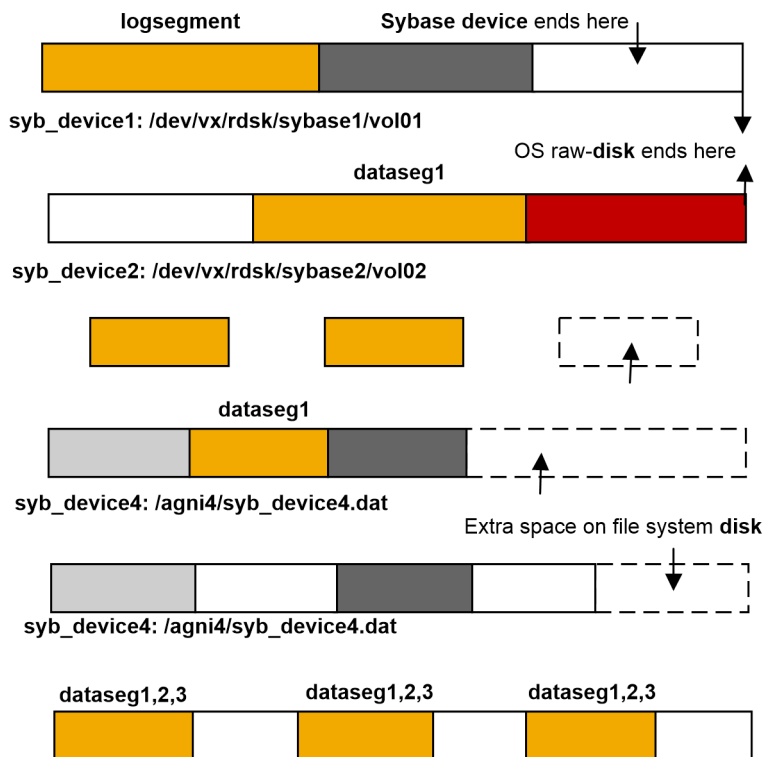 logsegment Sybase device ends here
syb_device1: /dev/vx/rdsk/sybase1/vol01
OS raw-disk ends here
dataseg1
syb_device2: /dev/vx/rdsk/sybase2/vol02
dataseg1
syb_device4: /agni4/syb_device4.dat
Extra space on file system disk
syb_device4: /agni4/syb_device4.dat
dataseg1,2,3 dataseg1,2,3 dataseg1,2,3